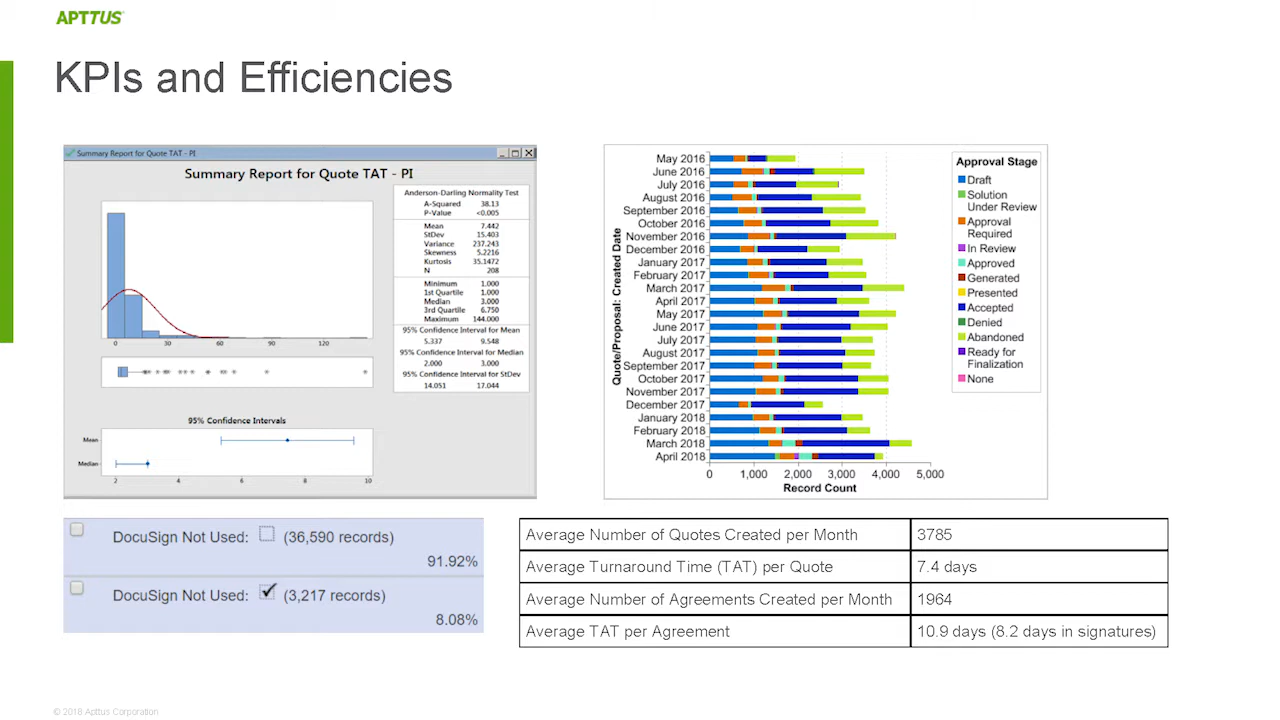 APTTUS
KPIs and Efficiencies
Summary Report for Quote TAT - PI
Summary Report for Quote TAT - PI
Anderson-Darling Normality Test
A-Squared 38.13
P-Value <0.005
Mean 7.442
StDev 15.403
Variance 237.243
Skewness 5.2216
Kurtosis 35.1472
N 208
Minimum 1.000
1st Quartile 1.000
Median 3.000
3rd Quartile 6.750
Maximum 144.000
95% Confidence Interval for Mean
5.337 9.548
95% Confidence Interval for Median
2.000 3.000
95% Confidence Interval for StDev
14.051 17.044
0 30 60 90 120
95% Confidence Intervals
Mean
Median
2 4 6 8 10
Quote/Proposal: Created Date
May 2016
June 2016
July 2016
August 2016
September 2016
October 2016
November 2016
December 2016
January 2017
February 2017
March 2017
April 2017
May 2017
June 2017
July 2017
August 2017
September 2017
October 2017
November 2017
December 2017
January 2018
February 2018
March 2018
April 2018
0 1,000 2,000 3,000 4,000 5,000
Record Count
Approval Stage
Draft
Solution
Under Review
Approval
Required
In Review
Approved
Generated
Presented
Accepted
Denied
Abandoned
Ready for
Finalization
None
DocuSign Not Used: (36,590 records)
91.92%
DocuSign Not Used: (3,217 records)
8.08%
Average Number of Quotes Created per Month 3785
Average Turnaround Time (TAT) per Quote 7.4 days
Average Number of Agreements Created per Month 1964
Average TAT per Agreement 10.9 days (8.2 days in signatures)
© 2018 Apttus Corporation